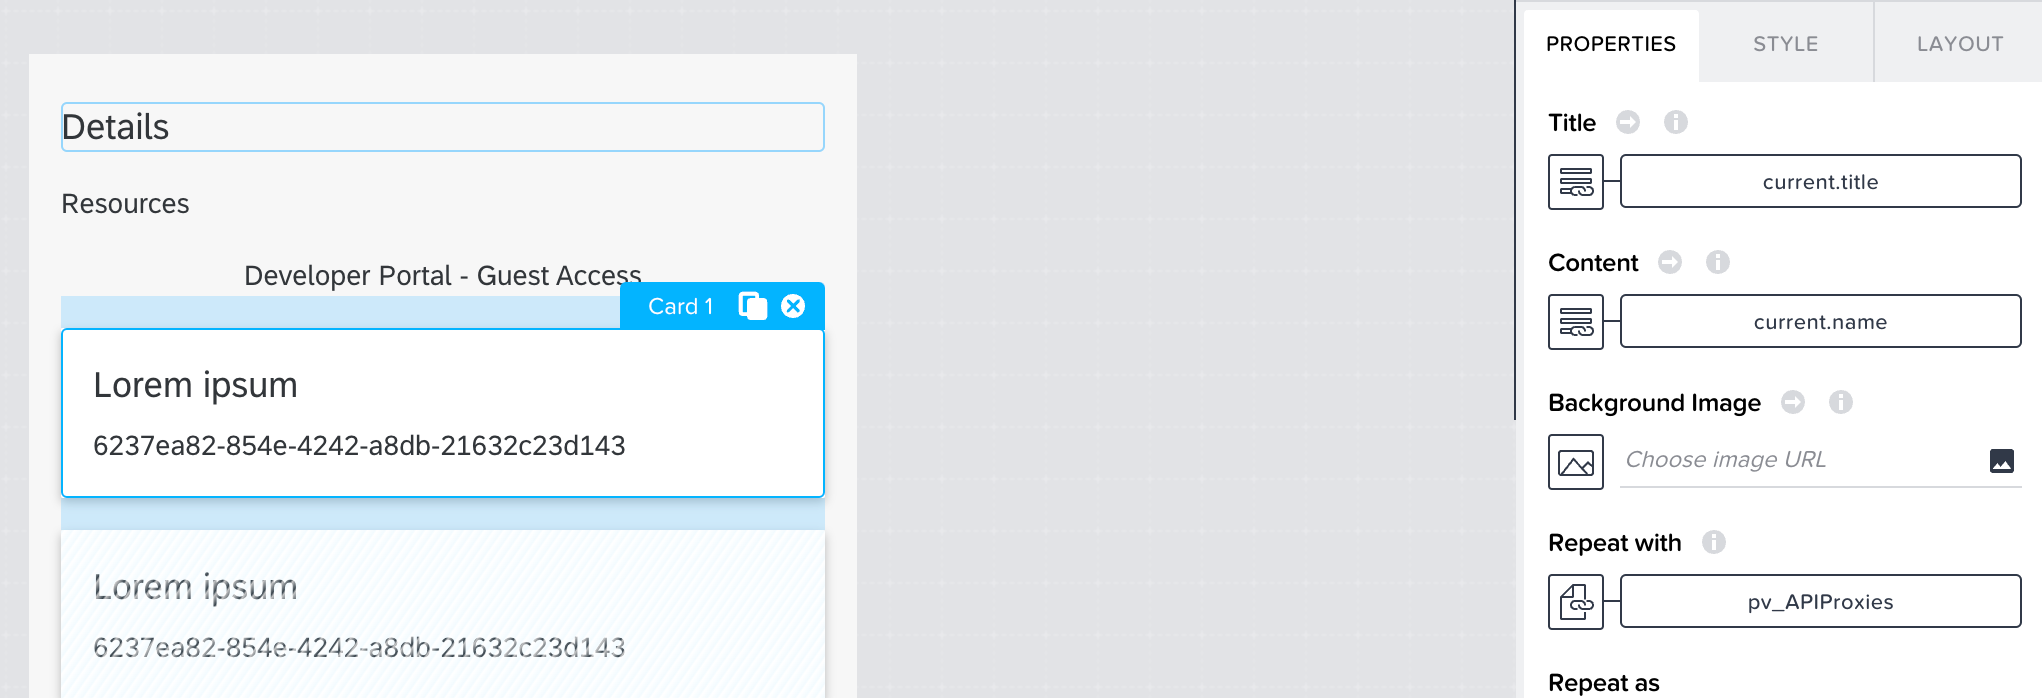 Details
Resources
Developer Portal - Guest Access
Card 1
Lorem ipsum
6237ea82-854e-4242-a8db-21632c23d143
Lorem ipsum
6237ea82-854e-4242-a8db-21632c23d143
PROPERTIES
STYLE
LAYOUT
Title
current.title
Content
current.name
Background Image
Choose image URL
Repeat with
pv_APIProxies
Repeat as